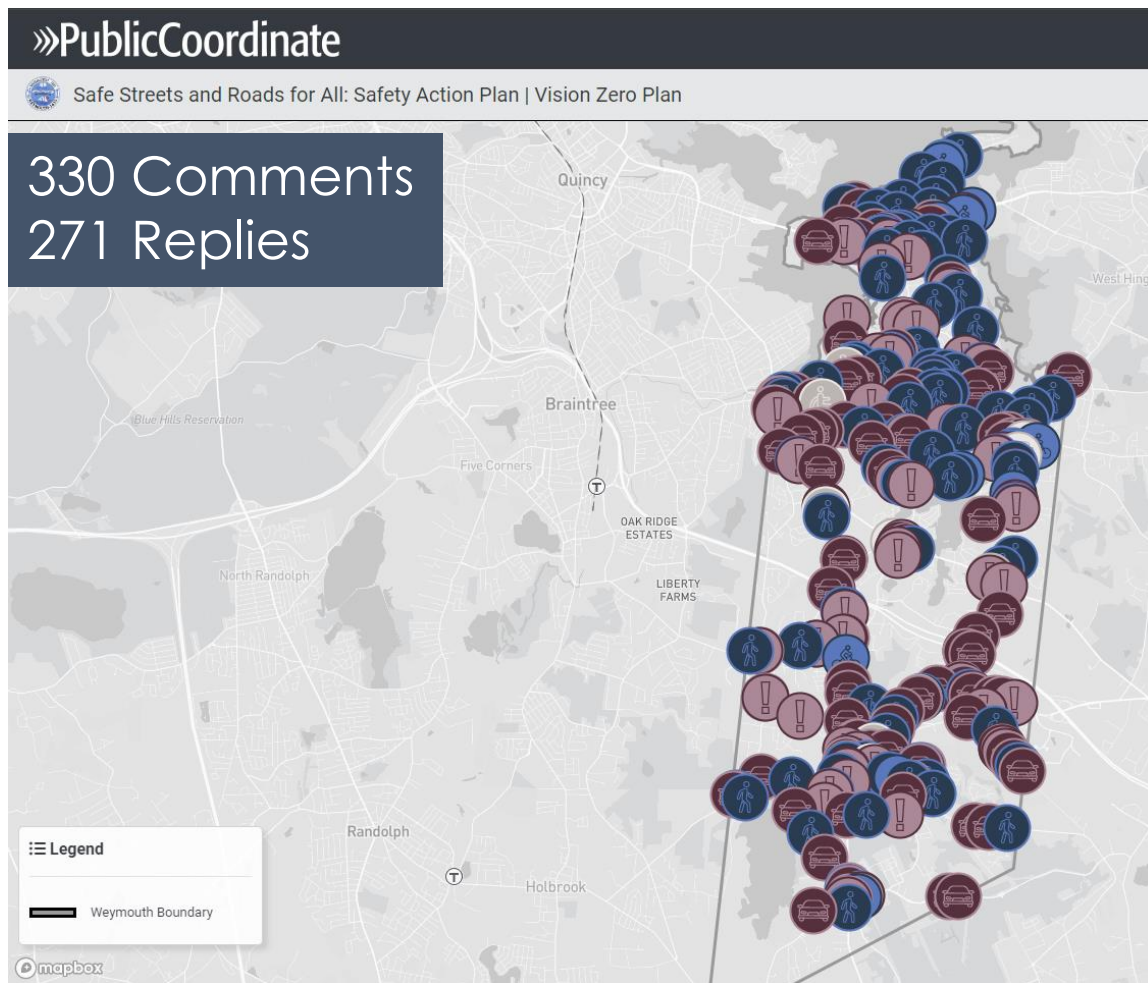 »PublicCoordinate
Safe Streets and Roads for All: Safety Action Plan | Vision Zero Plan
330 Comments
271 Replies
Quincy
West Hing
Blue Hills Reservation
Braintree
Five Corners
T
OAK RIDGE
ESTATES
North Randolph
LIBERTY
FARMS
Randolph
T
Holbrook
Legend
Weymouth Boundary
mapbox